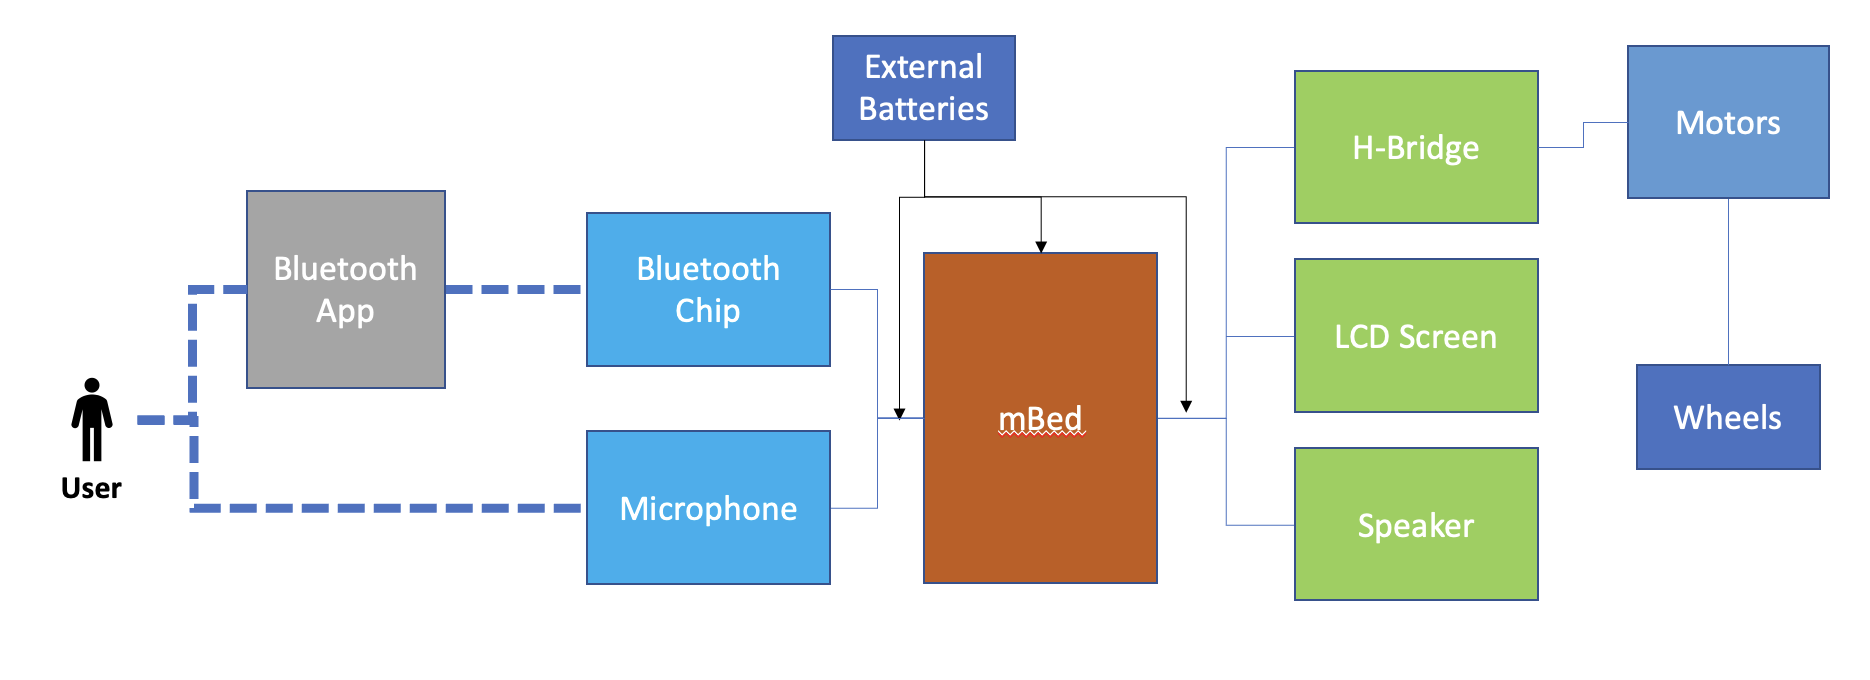 External
Batteries
H-Bridge
Motors
Bluetooth
App
Bluetooth
Chip
LCD Screen
mBed
Wheels
User
Microphone
Speaker